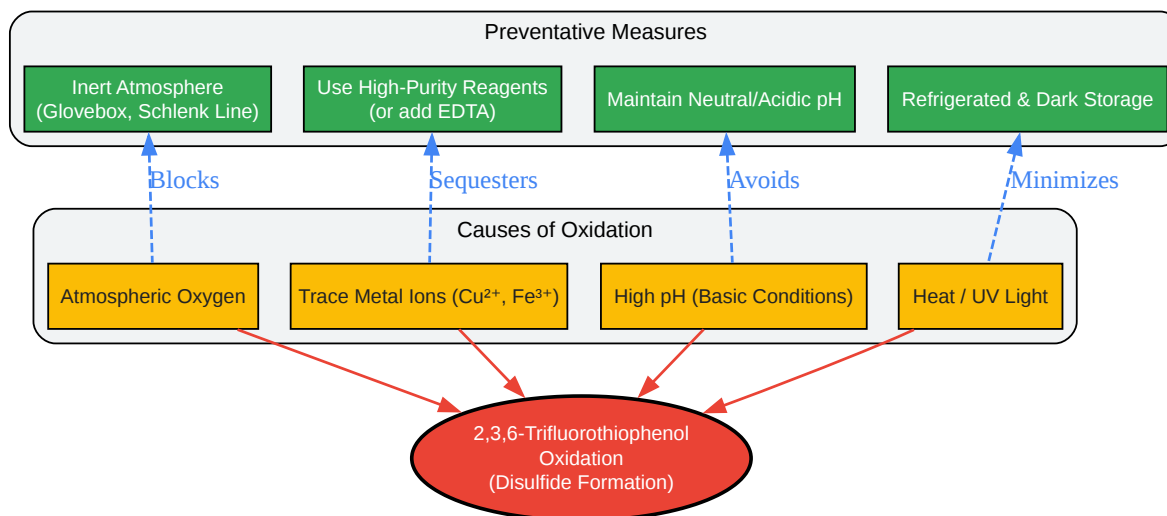 Preventative Measures
Inert Atmosphere
(Glovebox, Schlenk Line)
Use High-Purity Reagents
(or add EDTA)
Maintain Neutral/Acidic pH
Refrigerated & Dark Storage
Blocks
Sequesters
Avoids
Minimizes
Causes of Oxidation
Atmospheric Oxygen
Trace Metal Ions (Cu²⁺, Fe³⁺)
High pH (Basic Conditions)
Heat / UV Light
2,3,6-Trifluorothiophenol
Oxidation
(Disulfide Formation)